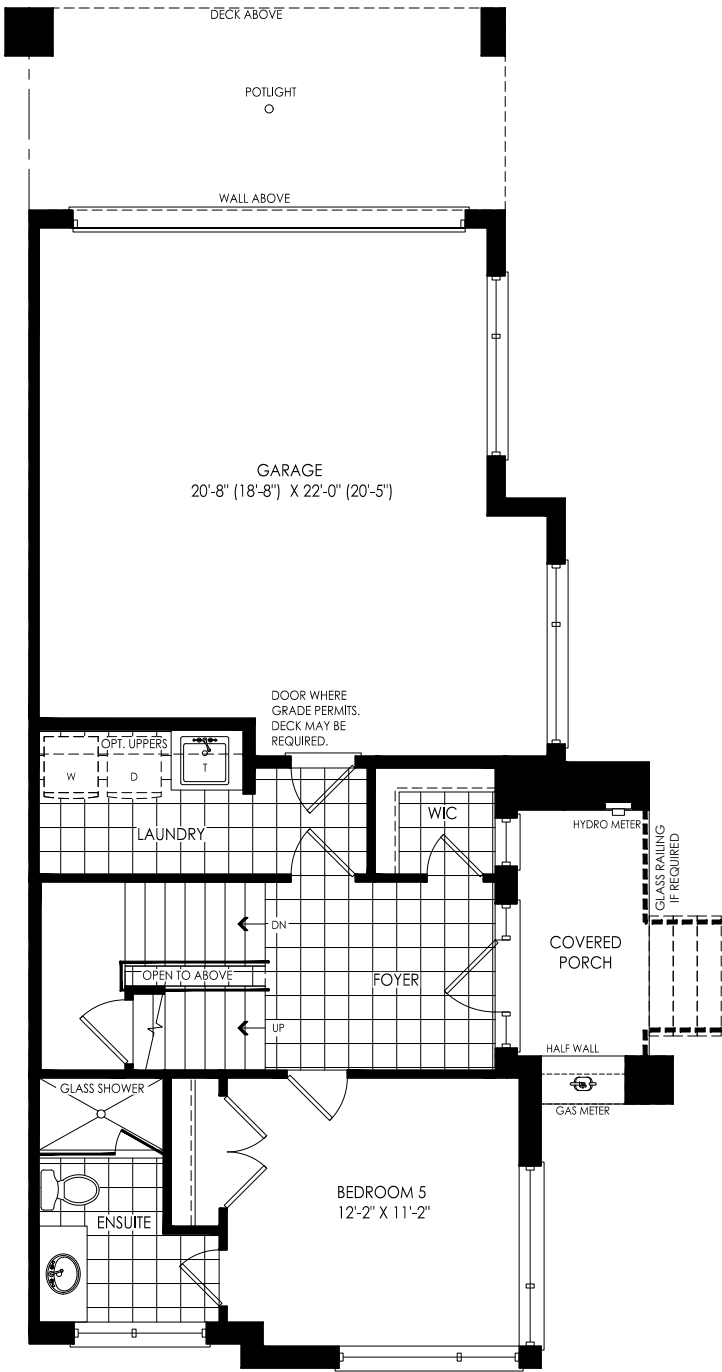 DECK ABOVE
POTLIGHT
WALL ABOVE
GARAGE
20'-8" (18'-8") X 22'-0" (20'-5")
DOOR WHERE
GRADE PERMITS.
DECK MAY BE
REQUIRED.
OPT. UPPERS
W
D
T
LAUNDRY
WIC
HYDRO METER
GLASS RAILING
IF REQUIRED
DN
OPEN TO ABOVE
FOYER
COVERED
PORCH
UP
HALF WALL
GAS METER
GLASS SHOWER
ENSUITE
BEDROOM 5
12'-2" X 11'-2"